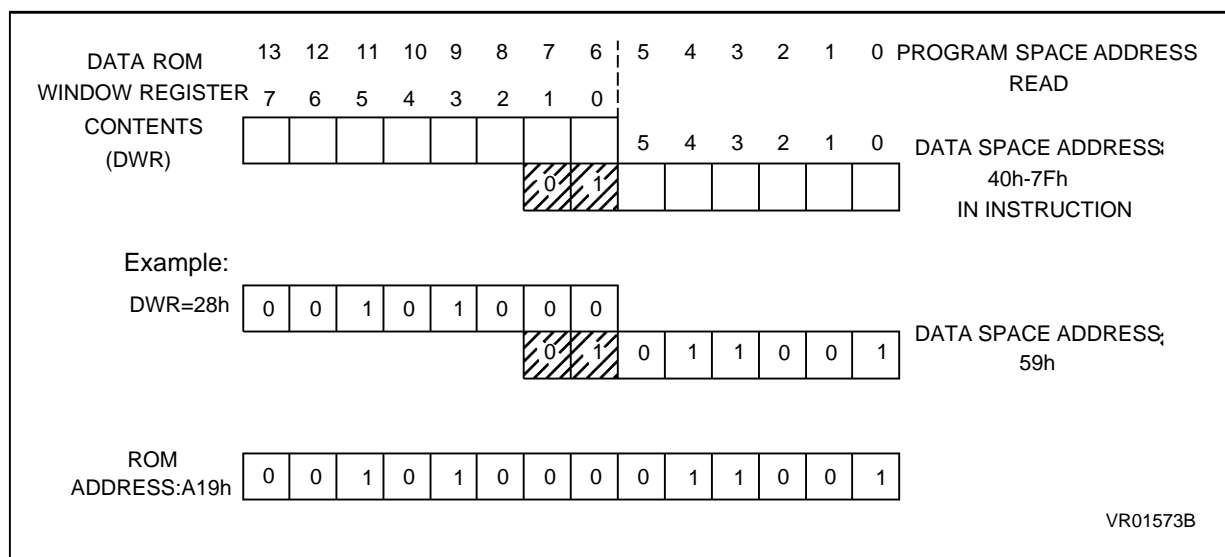 13 12 11 10 9 8 7 6 5 4 3 2 1 0 PROGRAM SPACE ADDRESS
READ
DATA ROM
WINDOW REGISTER 7 6 5 4 3 2 1 0
CONTENTS
(DWR)
5 4 3 2 1 0 DATA SPACE ADDRESS:
0 1 40h-7Fh
IN INSTRUCTION
Example:
DWR=28h 0 0 1 0 1 0 0 0
0 1 0 1 1 0 0 1 DATA SPACE ADDRESS:
59h
ROM
ADDRESS:A19h 0 0 1 0 1 0 0 0 0 1 1 0 0 1
VR01573B